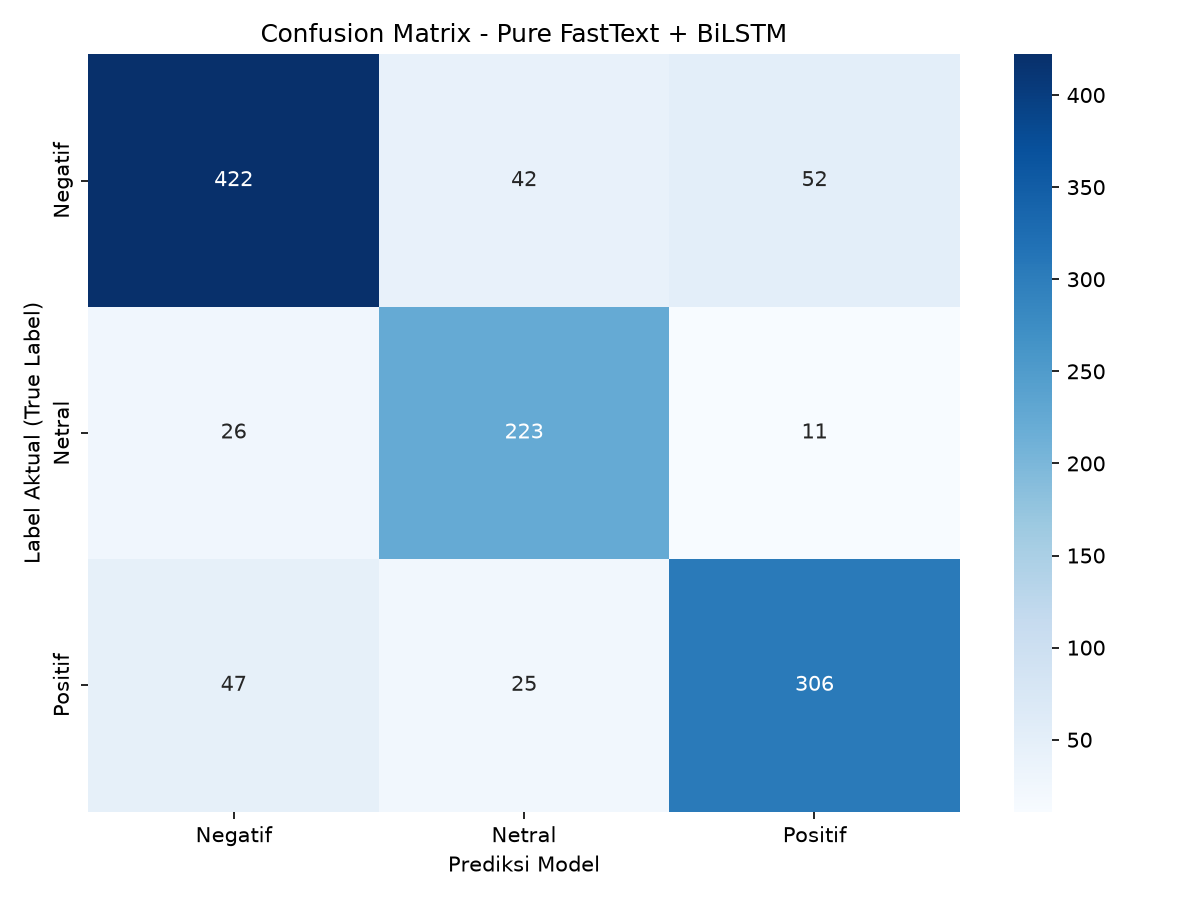 Confusion Matrix - Pure FastText + BiLSTM
Label Aktual (True Label)
Negatif
422
42
52
Netral
26
223
11
Positif
47
25
306
Negatif
Netral
Positif
Prediksi Model
400
350
300
250
200
150
100
50